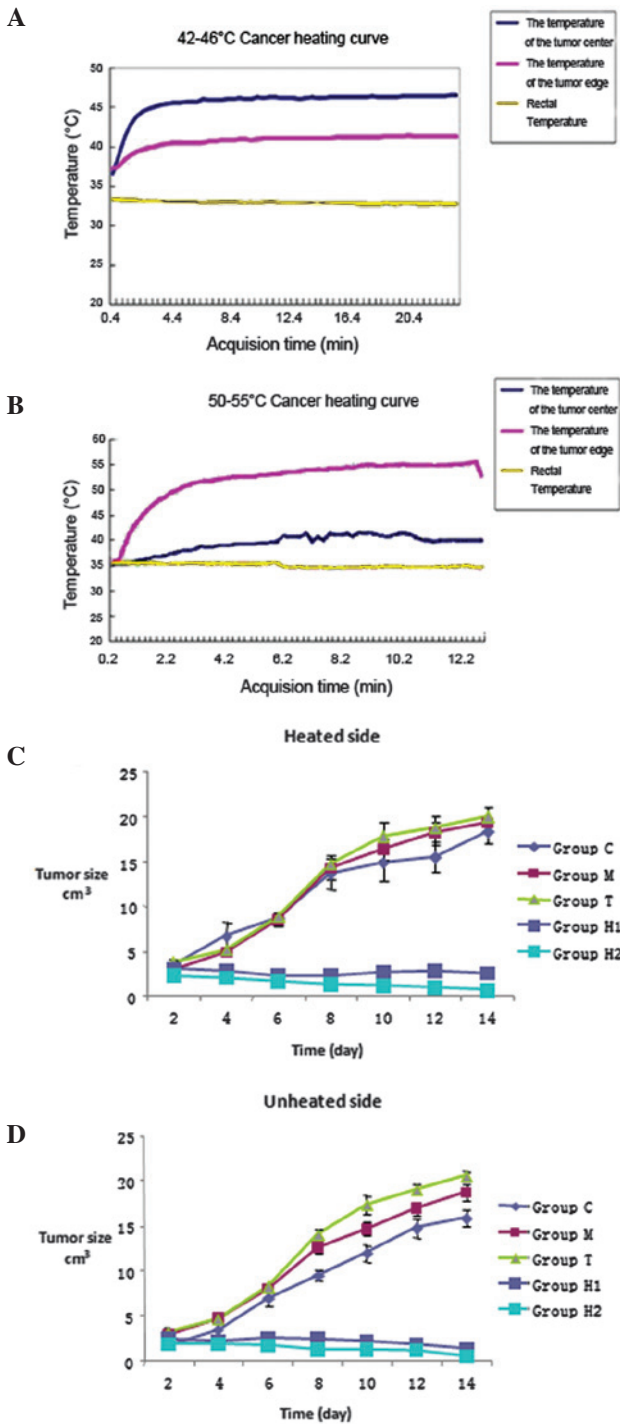 A
42-46°C Cancer heating curve
The temperature
of the tumor center
The temperature
of the tumor edge
Rectal
Temperature
Temperature (°C)
50
45
40
35
30
25
20
0.4 4.4 8.4 12.4 16.4 20.4
Acquision time (min)
B
50-55°C Cancer heating curve
The temperature
of the tumor center
The temperature
of the tumor edge
Rectal
Temperature
Temperature (°C)
60
55
50
45
40
35
30
25
20
0.2 2.2 4.2 6.2 8.2 10.2 12.2
Acquision time (min)
Heated side
C
Tumor size
cm³
25
20
15
10
5
0
2 4 6 8 10 12 14
Time (day)
Group C
Group M
Group T
Group H1
Group H2
Unheated side
D
Tumor size
cm³
25
20
15
10
5
0
2 4 6 8 10 12 14
Time (day)
Group C
Group M
Group T
Group H1
Group H2